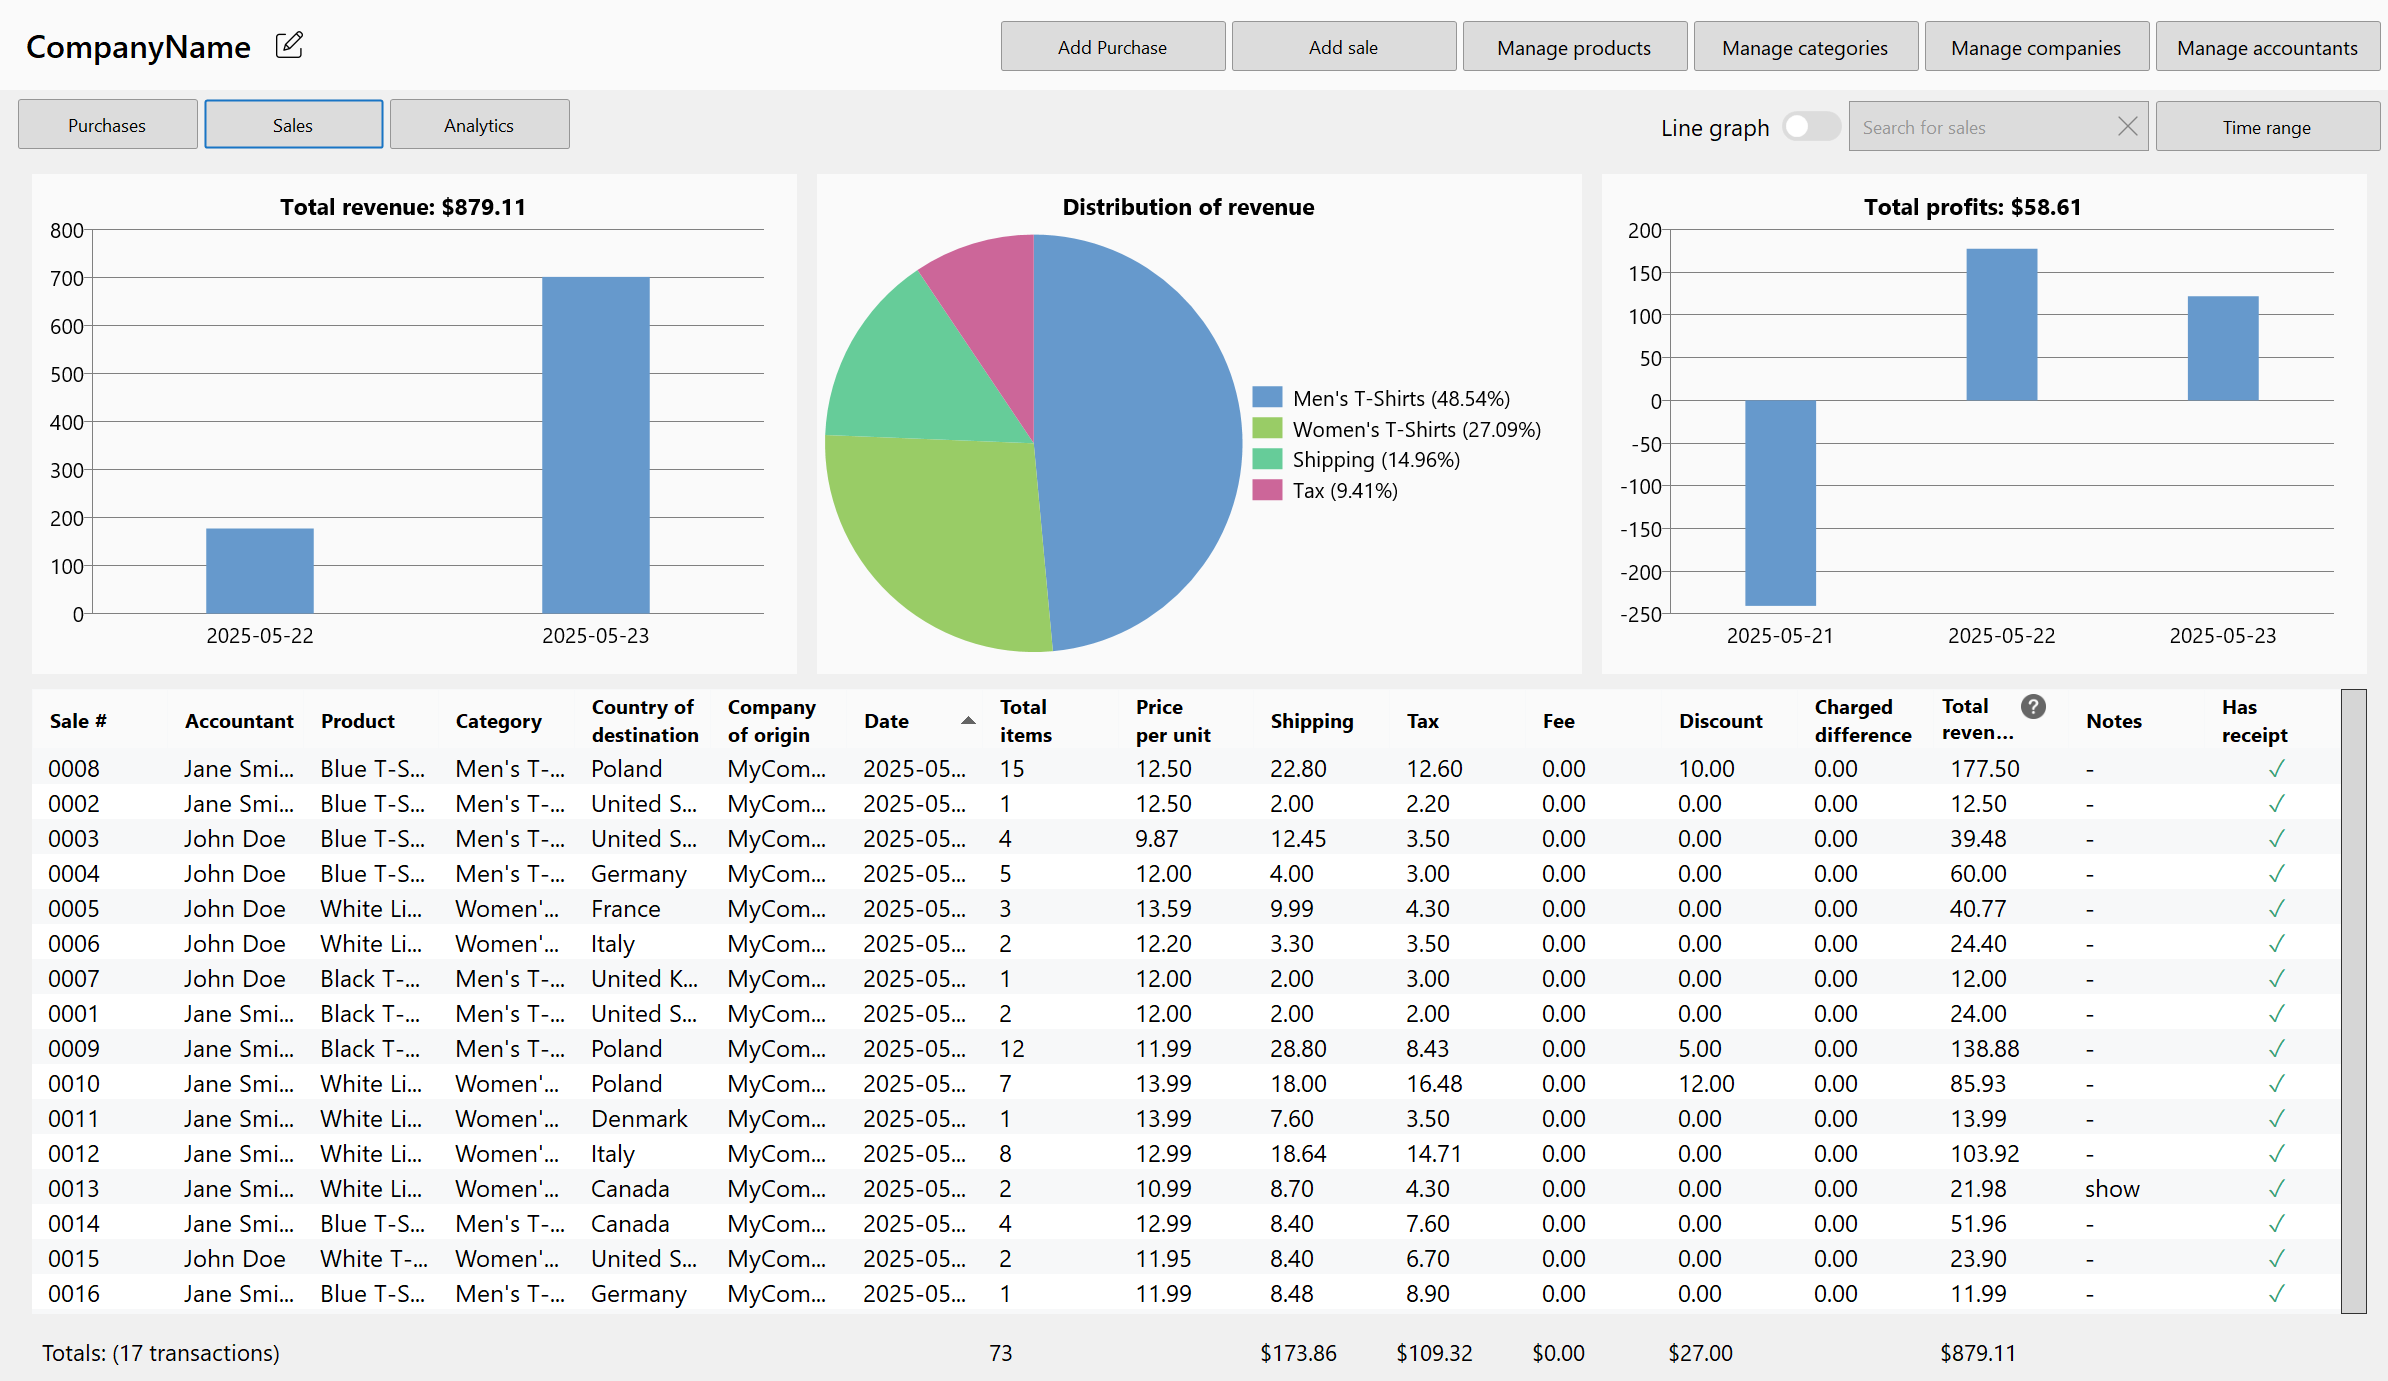 CompanyName
Add Purchase
Add sale
Manage products
Manage categories
Manage companies
Manage accountants
Purchases
Sales
Analytics
Line graph
Search for sales
Time range
Total revenue: $879.11
800
700
600
500
400
300
200
100
0
2025-05-22
2025-05-23
Distribution of revenue
Men's T-Shirts (48.54%)
Women's T-Shirts (27.09%)
Shipping (14.96%)
Tax (9.41%)
Total profits: $58.61
200
150
100
50
0
-50
-100
-150
-200
-250
2025-05-21
2025-05-22
2025-05-23
Sale # Accountant Product Category Country of destination Company of origin Date Total items Price per unit Shipping Tax Fee Discount Charged difference Total reven... ? Notes Has receipt
0008 Jane Smi... Blue T-S... Men's T-... Poland MyCom... 2025-05... 15 12.50 22.80 12.60 0.00 10.00 0.00 177.50 - ✓
0002 Jane Smi... Blue T-S... Men's T-... United S... MyCom... 2025-05... 1 12.50 2.00 2.20 0.00 0.00 0.00 12.50 - ✓
0003 John Doe Blue T-S... Men's T-... United S... MyCom... 2025-05... 4 9.87 12.45 3.50 0.00 0.00 0.00 39.48 - ✓
0004 John Doe Blue T-S... Men's T-... Germany MyCom... 2025-05... 5 12.00 4.00 3.00 0.00 0.00 0.00 60.00 - ✓
0005 John Doe White Li... Women'... France MyCom... 2025-05... 3 13.59 9.99 4.30 0.00 0.00 0.00 40.77 - ✓
0006 John Doe White Li... Women'... Italy MyCom... 2025-05... 2 12.20 3.30 3.50 0.00 0.00 0.00 24.40 - ✓
0007 John Doe Black T-... Men's T-... United K... MyCom... 2025-05... 1 12.00 2.00 3.00 0.00 0.00 0.00 12.00 - ✓
0001 Jane Smi... Black T-... Men's T-... United S... MyCom... 2025-05... 2 12.00 2.00 2.00 0.00 0.00 0.00 24.00 - ✓
0009 Jane Smi... Black T-... Men's T-... Poland MyCom... 2025-05... 12 11.99 28.80 8.43 0.00 5.00 0.00 138.88 - ✓
0010 Jane Smi... White Li... Women'... Poland MyCom... 2025-05... 7 13.99 18.00 16.48 0.00 12.00 0.00 85.93 - ✓
0011 Jane Smi... White Li... Women'... Denmark MyCom... 2025-05... 1 13.99 7.60 3.50 0.00 0.00 0.00 13.99 - ✓
0012 Jane Smi... White Li... Women'... Italy MyCom... 2025-05... 8 12.99 18.64 14.71 0.00 0.00 0.00 103.92 - ✓
0013 Jane Smi... White Li... Women'... Canada MyCom... 2025-05... 2 10.99 8.70 4.30 0.00 0.00 0.00 21.98 show ✓
0014 Jane Smi... Blue T-S... Men's T-... Canada MyCom... 2025-05... 4 12.99 8.40 7.60 0.00 0.00 0.00 51.96 - ✓
0015 John Doe White T-... Women'... United S... MyCom... 2025-05... 2 11.95 8.40 6.70 0.00 0.00 0.00 23.90 - ✓
0016 Jane Smi... Blue T-S... Men's T-... Germany MyCom... 2025-05... 1 11.99 8.48 8.90 0.00 0.00 0.00 11.99 - ✓
Totals: (17 transactions) 73 $173.86 $109.32 $0.00 $27.00 $879.11